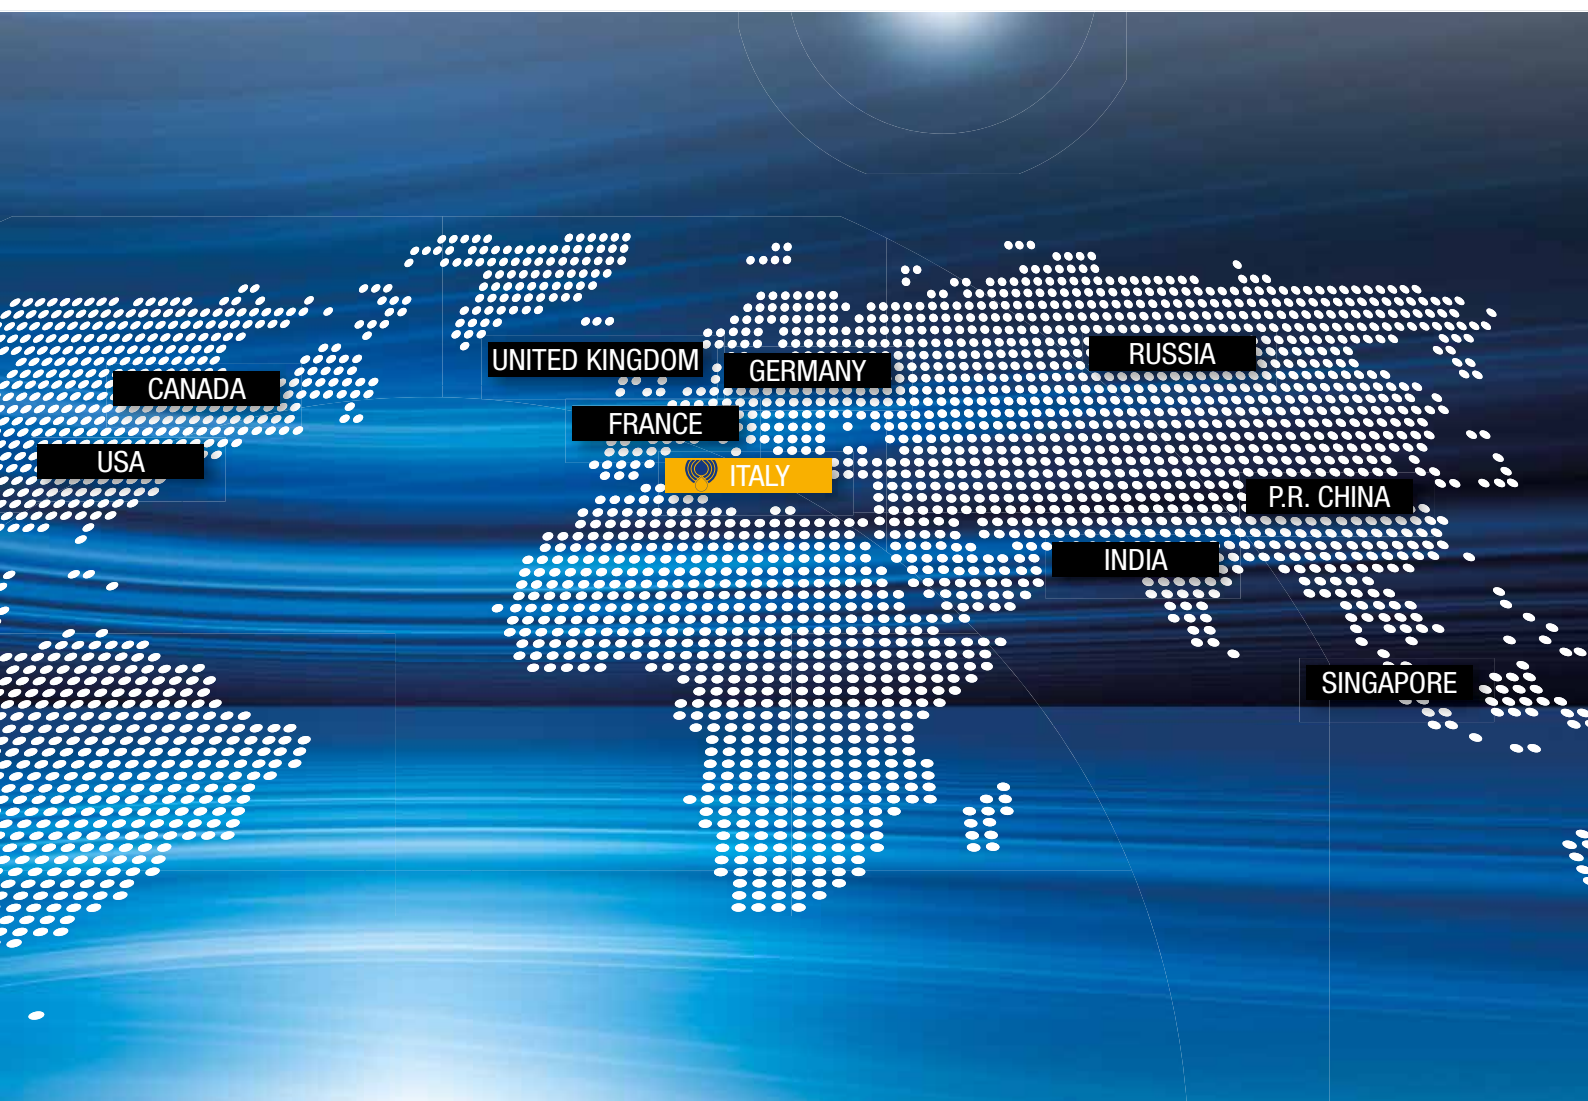 UNITED KINGDOM
GERMANY
RUSSIA
CANADA
FRANCE
USA
ITALY
P.R. CHINA
INDIA
SINGAPORE